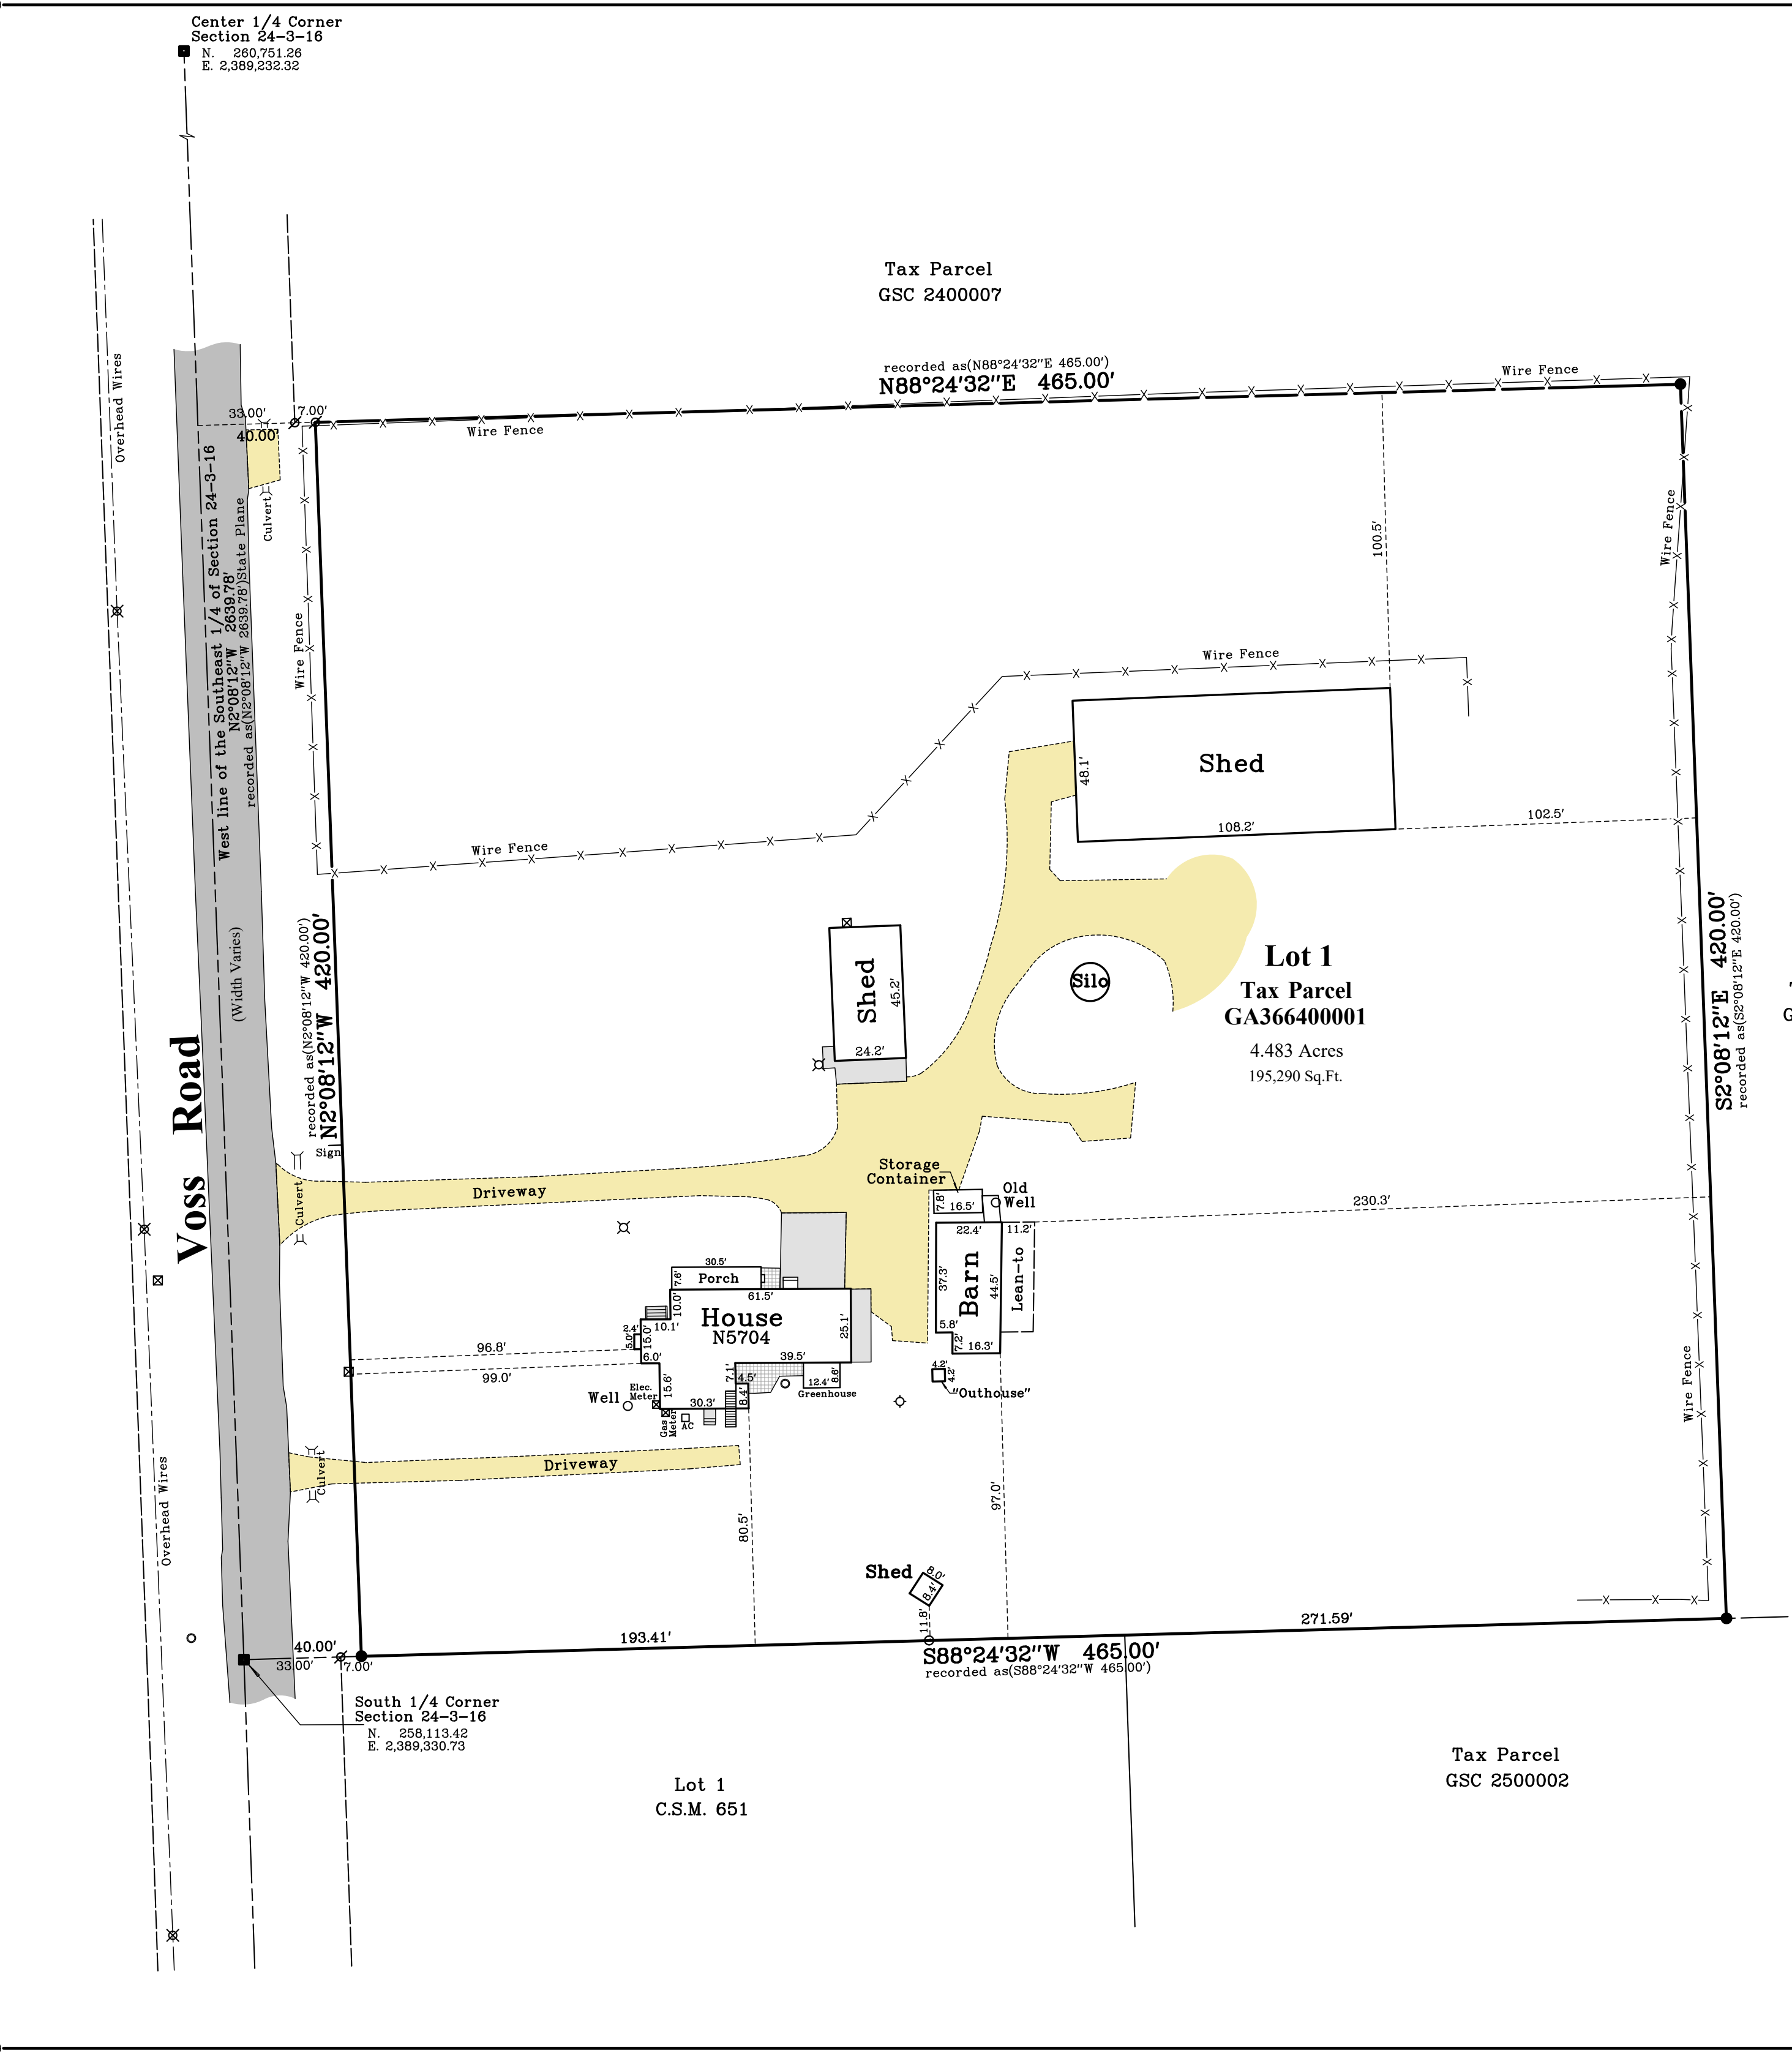 Center 1/4 Corner
Section 24-3-16
N. 260,751.26
E. 2,389,232.32
Tax Parcel
GSC 2400007
Overhead Wires
recorded as(N88°24'32"E 465.00')
N88°24'32"E 465.00'
Wire Fence
Wire Fence
33.00'
7.00'
40.00'
Culvert
West line of the Southeast 1/4 of Section 24-3-16
N2°08'12"W 2639.78'
recorded as(N2°08'12"W 2639.78')State Plane
Wire Fence
Wire Fence
100.5'
Wire Fence
Shed
48.1'
108.2'
102.5'
Wire Fence
(Width Varies)
Voss Road
recorded as(N2°08'12"W 420.00')
N2°08'12"W 420.00'
Shed
45.2'
24.2'
Silo
Lot 1
Tax Parcel
GA366400001
4.483 Acres
195,290 Sq.Ft.
S2°08'12"E 420.00'
recorded as(S2°08'12"E 420.00')
G
Sign
Culvert
Driveway
Storage
Container
Old
Well
7.8'
16.5'
230.3'
22.4'
11.2'
37.3'
Barn
44.5'
Lean-to
5.8'
7.2'
16.3'
30.5'
7.6'
Porch
61.5'
10.0'
House
N5704
25.1'
2.4'
10.1'
5.0'
15.0'
6.0'
39.5'
96.8'
99.0'
7.1'
4.5'
8.4'
12.4'
8.6'
Greenhouse
15.6'
30.3'
Elec.
Meter
Well
Gas
Meter
AC
4.2'
4.2'
"Outhouse"
Wire Fence
Driveway
Culvert
Overhead Wires
80.5'
97.0'
Shed
8.0'
8.4'
11.8'
193.41'
271.59'
S88°24'32"W 465.00'
recorded as(S88°24'32"W 465.00')
40.00'
33.00'
7.00'
South 1/4 Corner
Section 24-3-16
N. 258,113.42
E. 2,389,330.73
Lot 1
C.S.M. 651
Tax Parcel
GSC 2500002